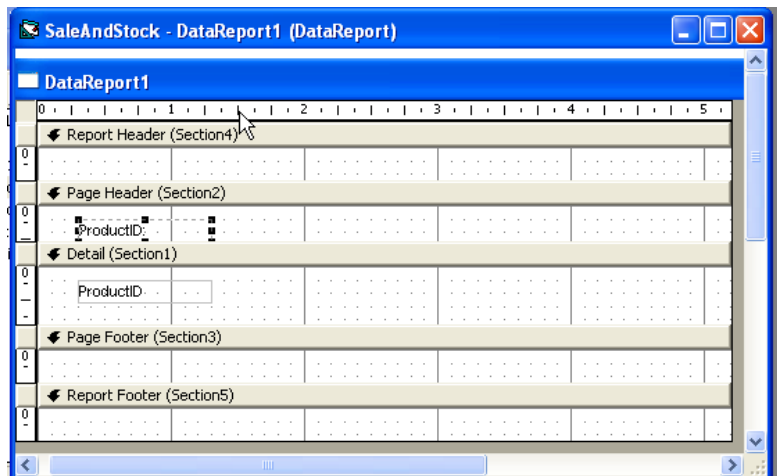 SaleAndStock - DataReport1 (DataReport)
DataReport1
0 1 2 3 4 5
Report Header (Section4)
0
Page Header (Section2)
0
ProductID:
Detail (Section1)
0
ProductID
Page Footer (Section3)
0
Report Footer (Section5)
0